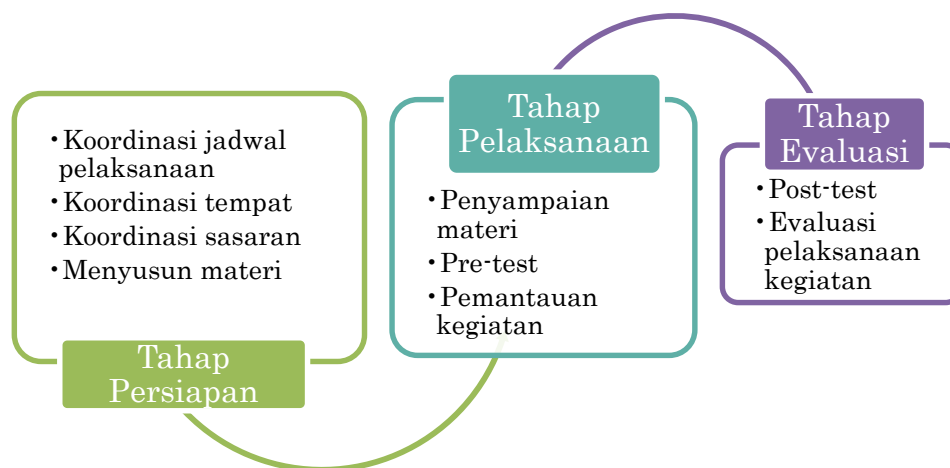 • Koordinasi jadwal
pelaksanaan
• Koordinasi tempat
• Koordinasi sasaran
• Menyusun materi
Tahap
Persiapan
Tahap
Pelaksanaan
• Penyampaian
materi
• Pre-test
• Pemantauan
kegiatan
Tahap
Evaluasi
• Post-test
• Evaluasi
pelaksanaan
kegiatan